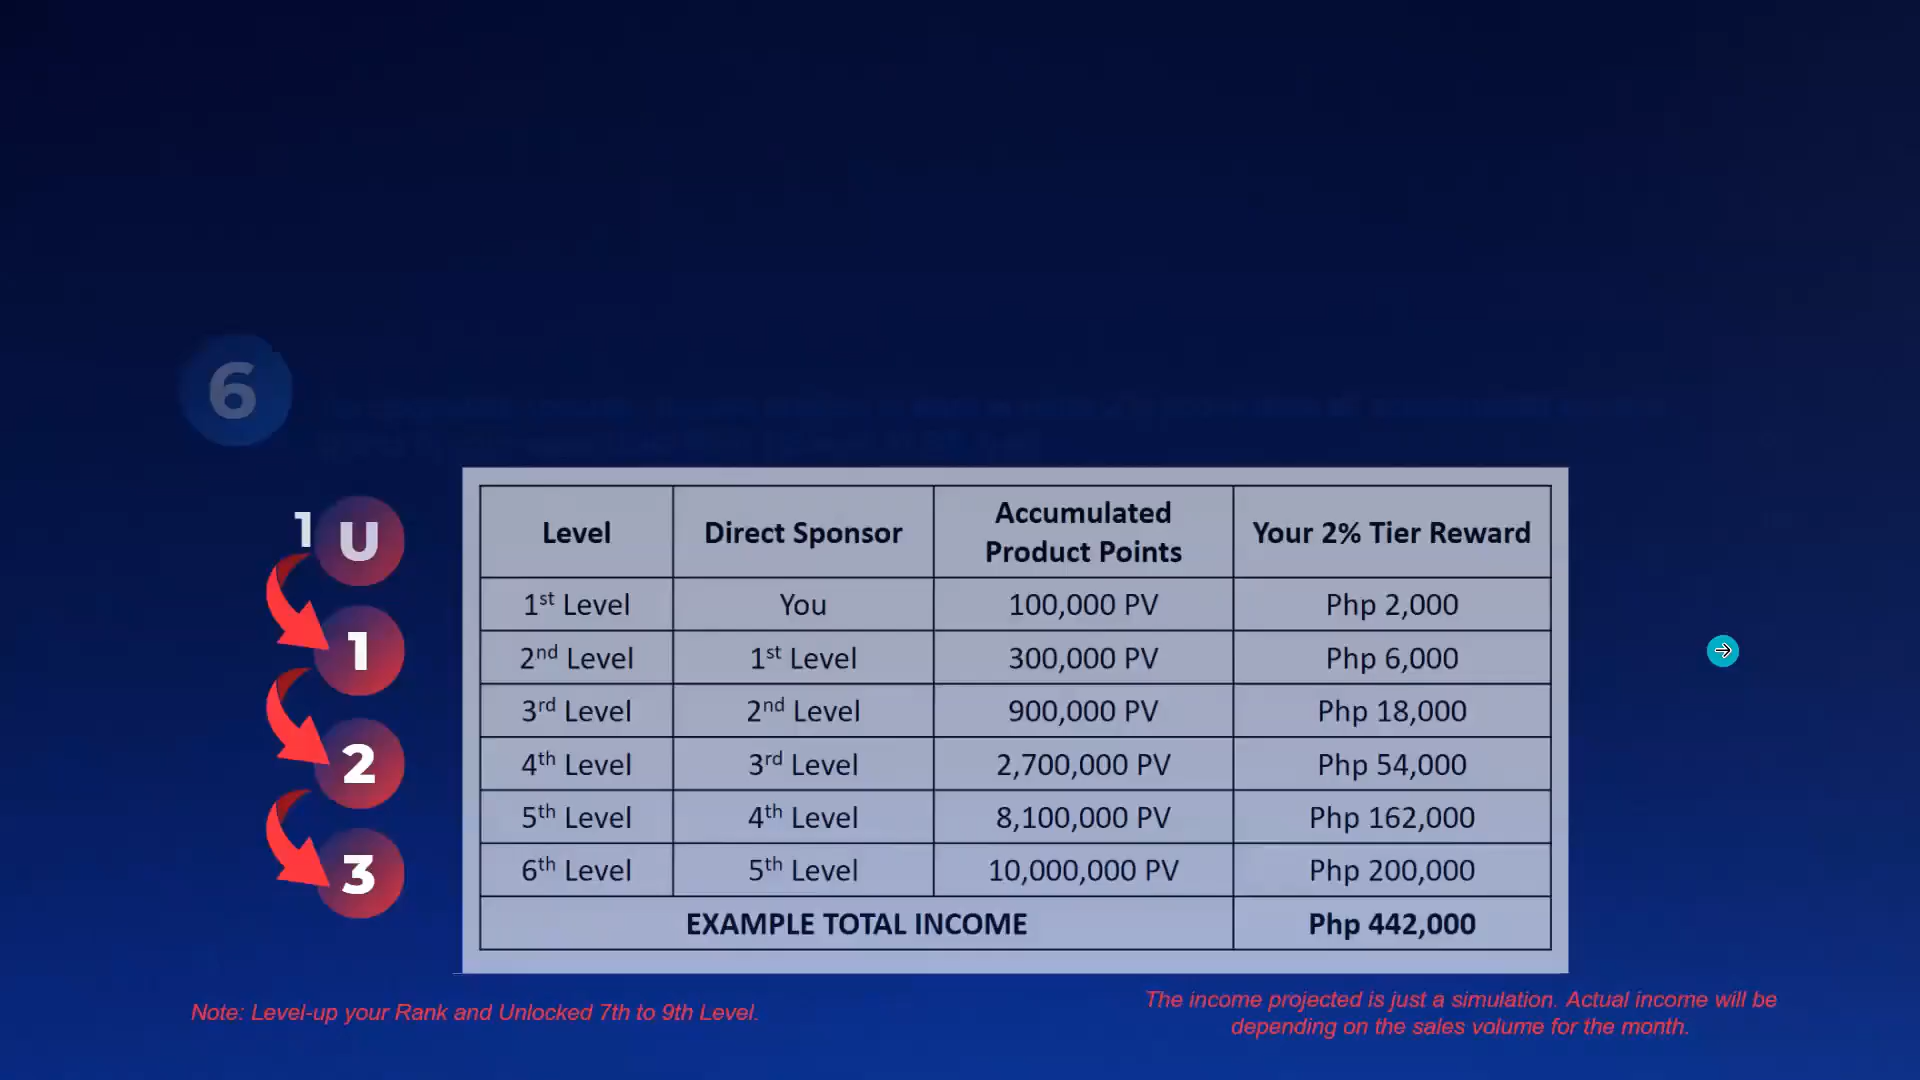 6
1 U
1
2
3
Level Direct Sponsor Accumulated Product Points Your 2% Tier Reward
1st Level You 100,000 PV Php 2,000
2nd Level 1st Level 300,000 PV Php 6,000
3rd Level 2nd Level 900,000 PV Php 18,000
4th Level 3rd Level 2,700,000 PV Php 54,000
5th Level 4th Level 8,100,000 PV Php 162,000
6th Level 5th Level 10,000,000 PV Php 200,000
EXAMPLE TOTAL INCOME Php 442,000
Note: Level-up your Rank and Unlocked 7th to 9th Level.
The income projected is just a simulation. Actual income will be
depending on the sales volume for the month.